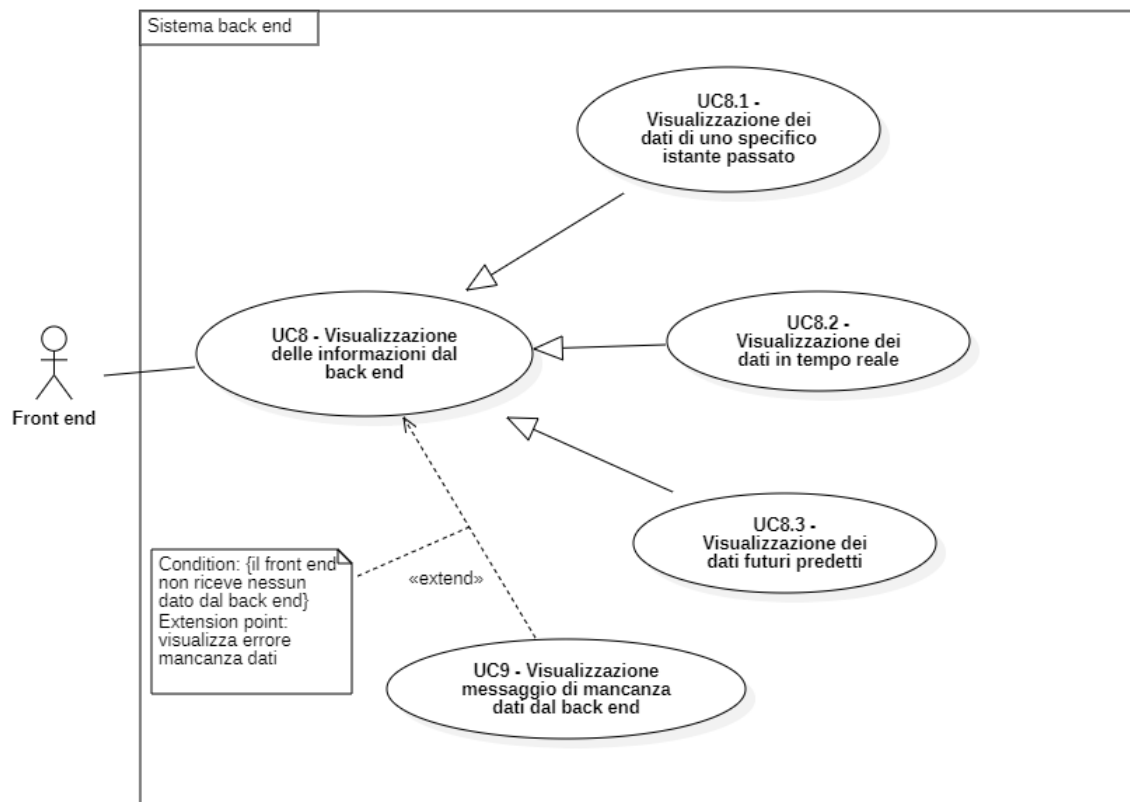 Sistema back end
UC8.1 -
Visualizzazione dei
dati di uno specifico
istante passato
UC8 - Visualizzazione
delle informazioni dal
back end
UC8.2 -
Visualizzazione dei
dati in tempo reale
Front end
UC8.3 -
Visualizzazione dei
dati futuri predetti
Condition: {il front end
non riceve nessun
dato dal back end}
Extension point:
visualizza errore
mancanza dati
«extend»
UC9 - Visualizzazione
messaggio di mancanza
dati dal back end